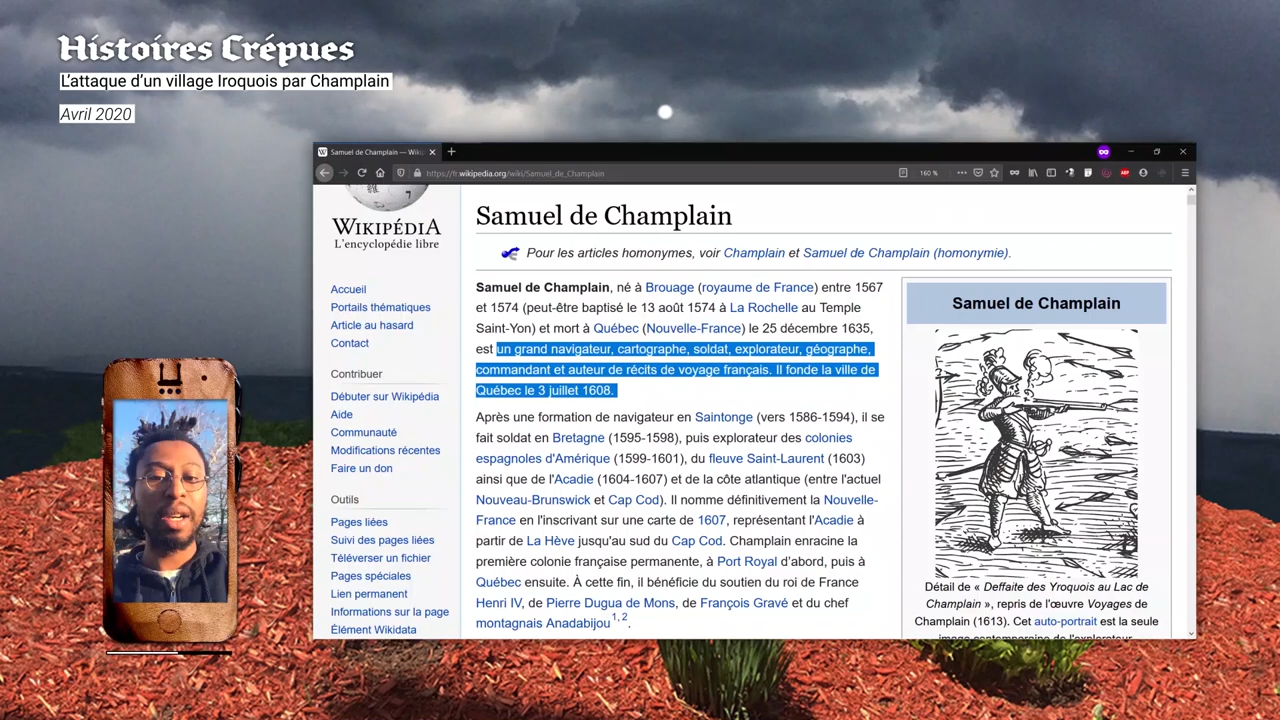 Histoires Crépues
L'attaque d'un village Iroquois par Champlain
Avril 2020
Samuel de Champlain — Wiki
https://fr.wikipedia.org/wiki/Samuel_de_Champlain
160 %
WIKIPÉDIA
L'encyclopédie libre
Accueil
Portails thématiques
Article au hasard
Contact
Contribuer
Débuter sur Wikipédia
Aide
Communauté
Modifications récentes
Faire un don
Outils
Pages liées
Suivi des pages liées
Téléverser un fichier
Pages spéciales
Lien permanent
Informations sur la page
Élément Wikidata
Samuel de Champlain
Pour les articles homonymes, voir Champlain et Samuel de Champlain (homonymie).
Samuel de Champlain, né à Brouage (royaume de France) entre 1567
et 1574 (peut-être baptisé le 13 août 1574 à La Rochelle au Temple
Saint-Yon) et mort à Québec (Nouvelle-France) le 25 décembre 1635,
est un grand navigateur, cartographe, soldat, explorateur, géographe,
commandant et auteur de récits de voyage français. Il fonde la ville de
Québec le 3 juillet 1608.
Après une formation de navigateur en Saintonge (vers 1586-1594), il se
fait soldat en Bretagne (1595-1598), puis explorateur des colonies
espagnoles d'Amérique (1599-1601), du fleuve Saint-Laurent (1603)
ainsi que de l'Acadie (1604-1607) et de la côte atlantique (entre l'actuel
Nouveau-Brunswick et Cap Cod). Il nomme définitivement la Nouvelle-
France en l'inscrivant sur une carte de 1607, représentant l'Acadie à
partir de La Hève jusqu'au sud du Cap Cod. Champlain enracine la
première colonie française permanente, à Port Royal d'abord, puis à
Québec ensuite. À cette fin, il bénéficie du soutien du roi de France
Henri IV, de Pierre Dugua de Mons, de François Gravé et du chef
montagnais Anadabijou1, 2.
Samuel de Champlain
Détail de « Deffaite des Yroquois au Lac de
Champlain », repris de l'œuvre Voyages de
Champlain (1613). Cet auto-portrait est la seule
image contemporaine de l'explorateur